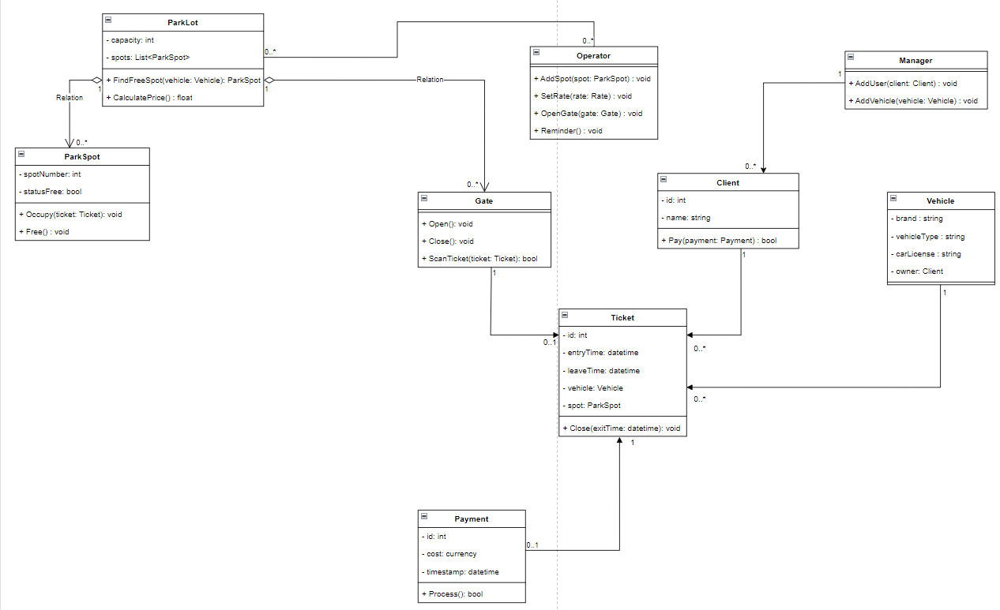 ParkLot
- capacity: int
- spots: List<ParkSpot>
+ FindFreeSpot(vehicle: Vehicle): ParkSpot
+ CalculatePrice() : float
0..*
1
1
Relation
Relation
0..*
0..*
Operator
+ AddSpot(spot: ParkSpot) : void
+ SetRate(rate: Rate) : void
+ OpenGate(gate: Gate) : void
+ Reminder() : void
Manager
+ AddUser(client: Client) : void
+ AddVehicle(vehicle: Vehicle) : void
1
0..*
ParkSpot
- spotNumber: int
- statusFree: bool
+ Occupy(ticket: Ticket): void
+ Free() : void
0..*
Gate
+ Open(): void
+ Close(): void
+ ScanTicket(ticket: Ticket): bool
1
0..1
Client
- id: int
- name: string
+ Pay(payment: Payment) : bool
1
0..*
Vehicle
- brand : string
- vehicleType : string
- carLicense : string
- owner: Client
1
0..*
Ticket
- id: int
- entryTime: datetime
- leaveTime: datetime
- vehicle: Vehicle
- spot: ParkSpot
+ Close(exitTime: datetime): void
1
Payment
- id: int
- cost: currency
- timestamp: datetime
+ Process(): bool
0..1